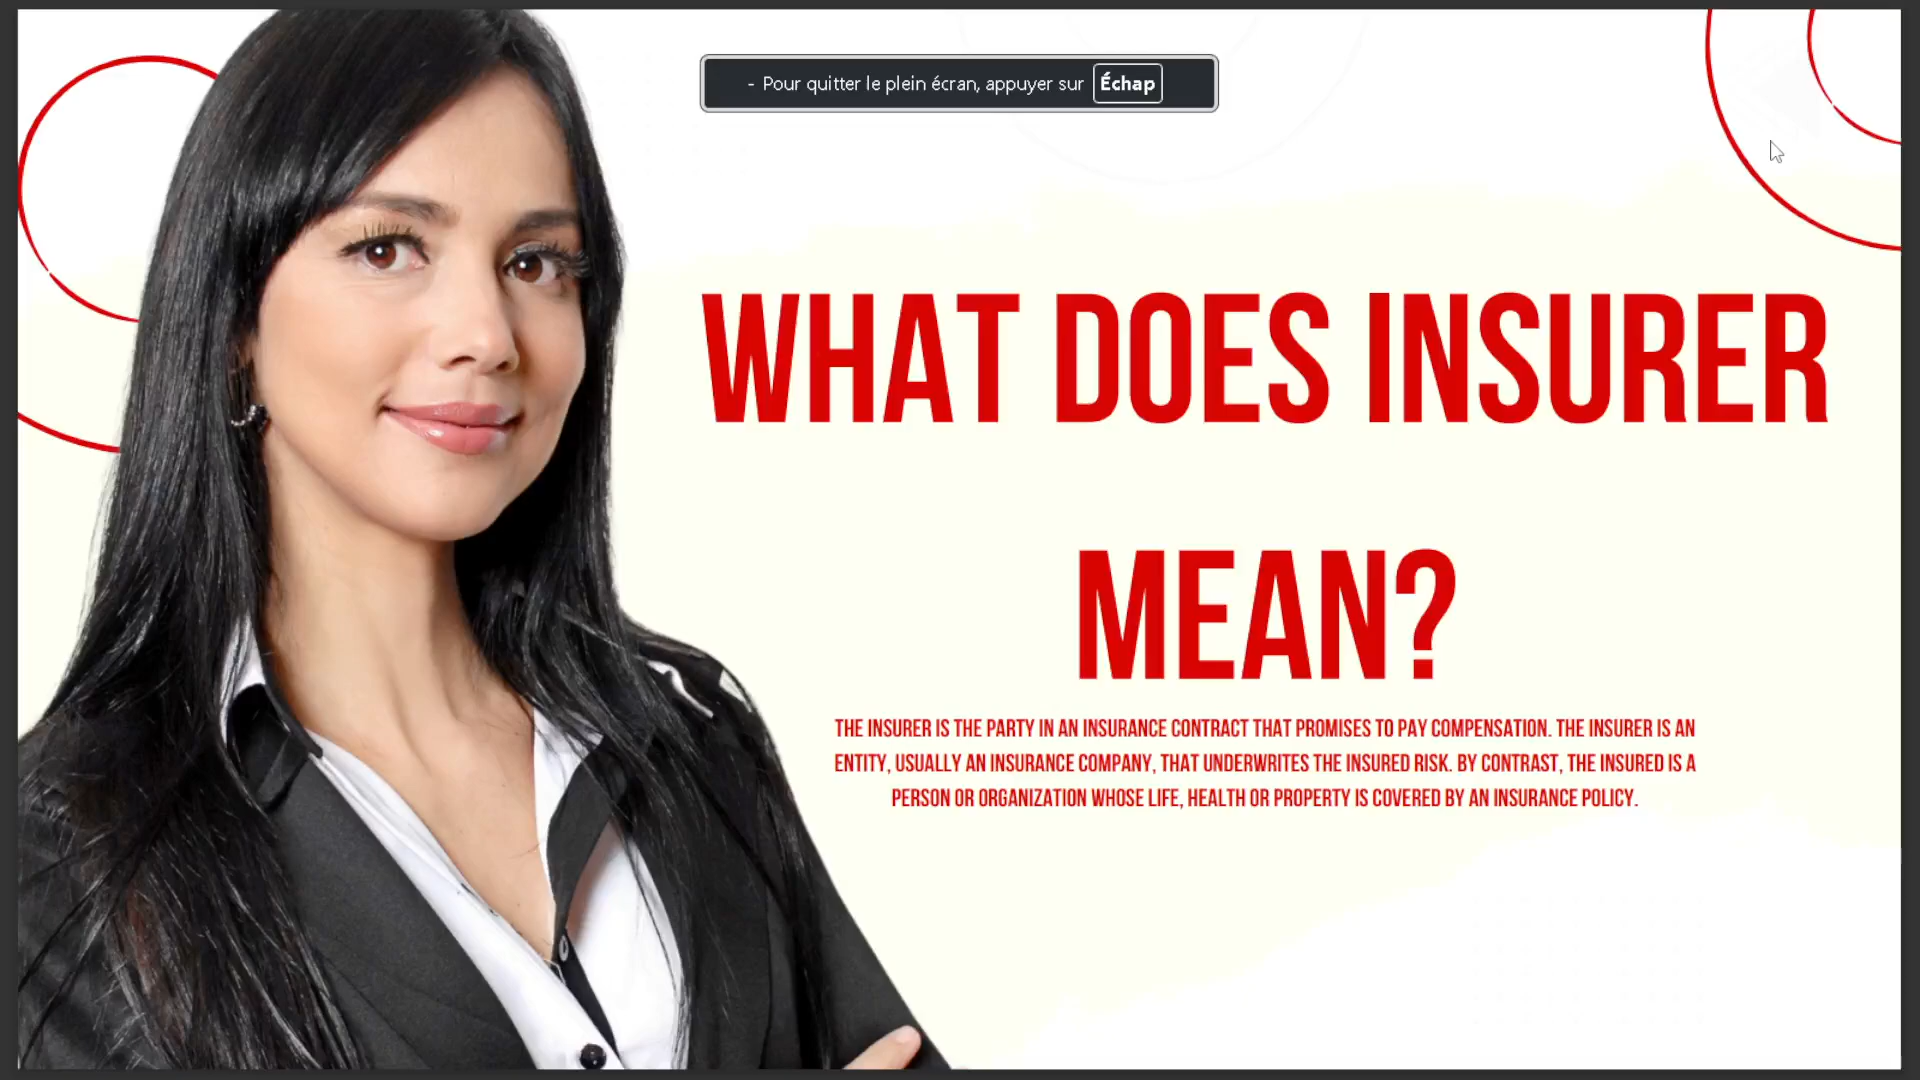 - Pour quitter le plein écran, appuyer sur Échap
WHAT DOES INSURER
MEAN?
THE INSURER IS THE PARTY IN AN INSURANCE CONTRACT THAT PROMISES TO PAY COMPENSATION. THE INSURER IS AN
ENTITY, USUALLY AN INSURANCE COMPANY, THAT UNDERWRITES THE INSURED RISK. BY CONTRAST, THE INSURED IS A
PERSON OR ORGANIZATION WHOSE LIFE, HEALTH OR PROPERTY IS COVERED BY AN INSURANCE POLICY.